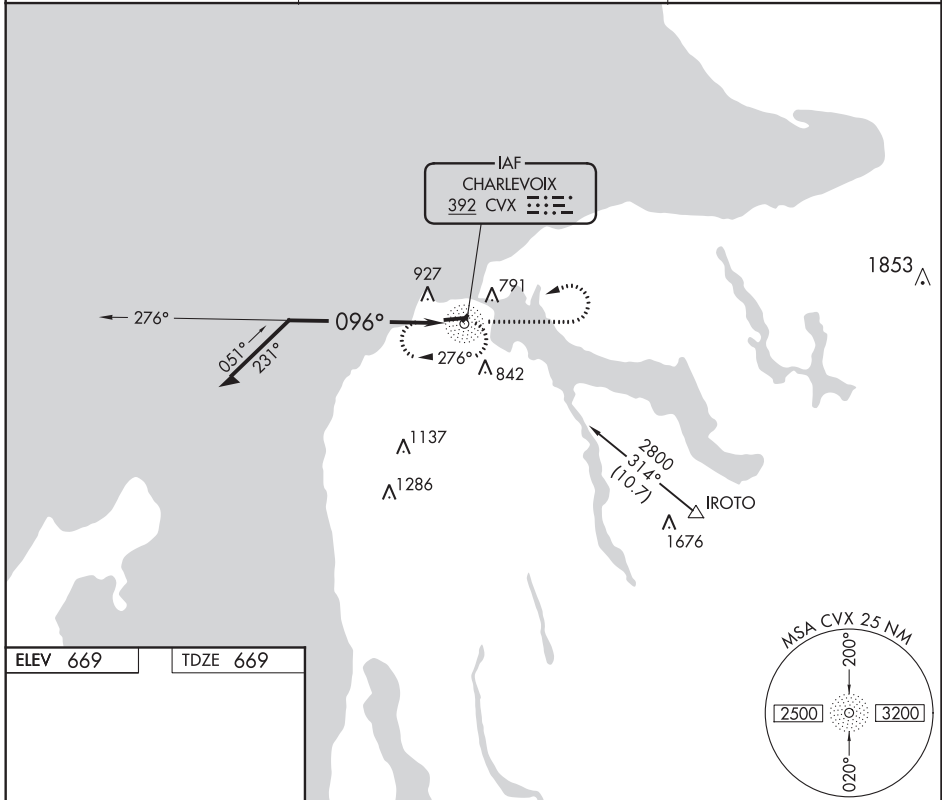 IAF
CHARLEVOIX
392 CVX
1853
927
791
276°
096°
051°
231°
276°
842
1137
2800
314°
(10.7)
1286
IROTO
1676
MSA CVX 25 NM
ELEV 669
TDZE 669
200°
2500
3200
020°